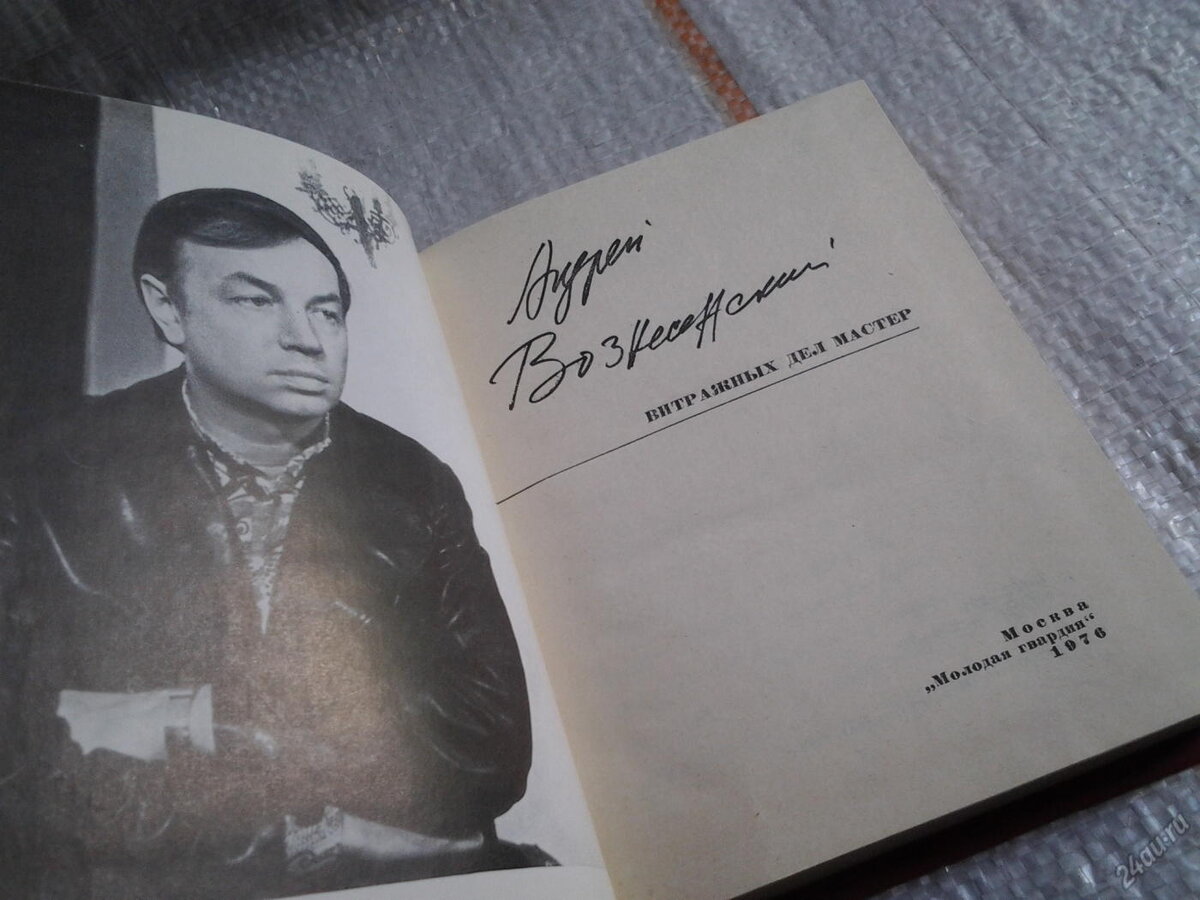 Андрей
Вознесенский
ВИТРАЖНЫХ ДЕЛ МАСТЕР
Москва
„Молодая гвардия“
1976
24au.ru